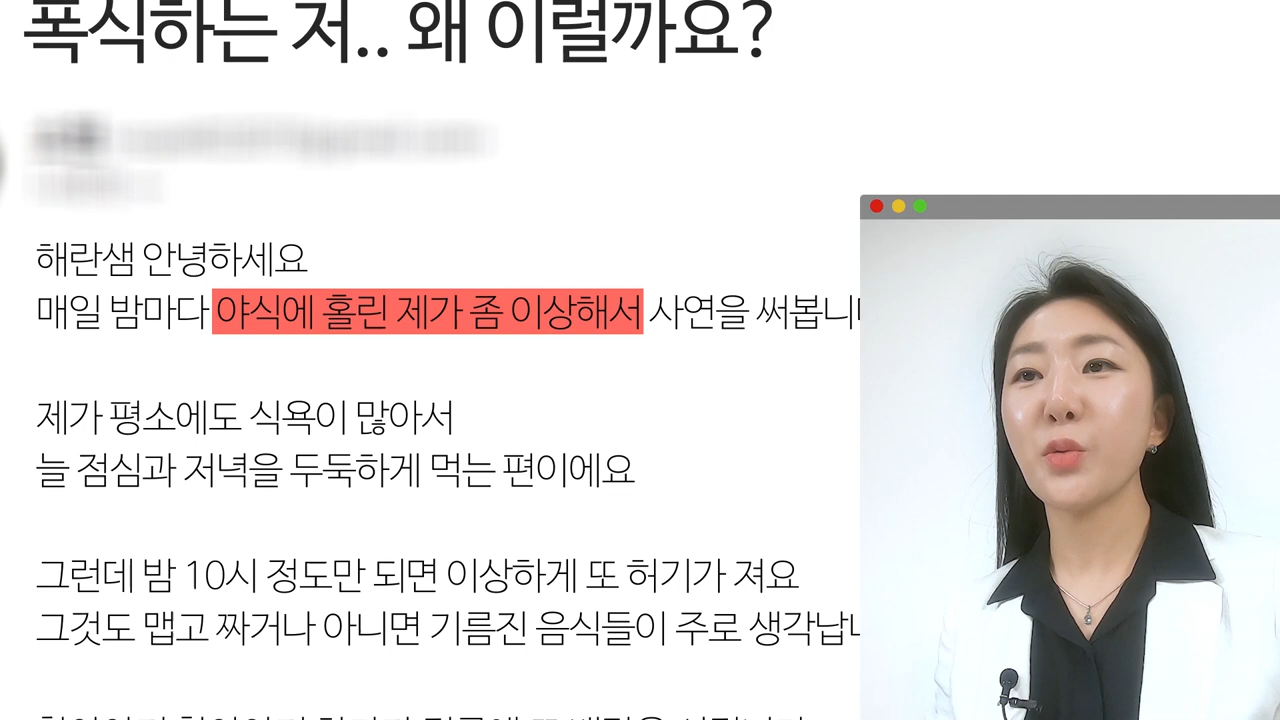 폭식하는 저.. 왜 이럴까요?
해란샘 안녕하세요
매일 밤마다 야식에 홀린 제가 좀 이상해서 사연을 써봅니
제가 평소에도 식욕이 많아서
늘 점심과 저녁을 두둑하게 먹는 편이에요
그런데 밤 10시 정도만 되면 이상하게 또 허기가 져요
그것도 맵고 짜거나 아니면 기름진 음식들이 주로 생각납